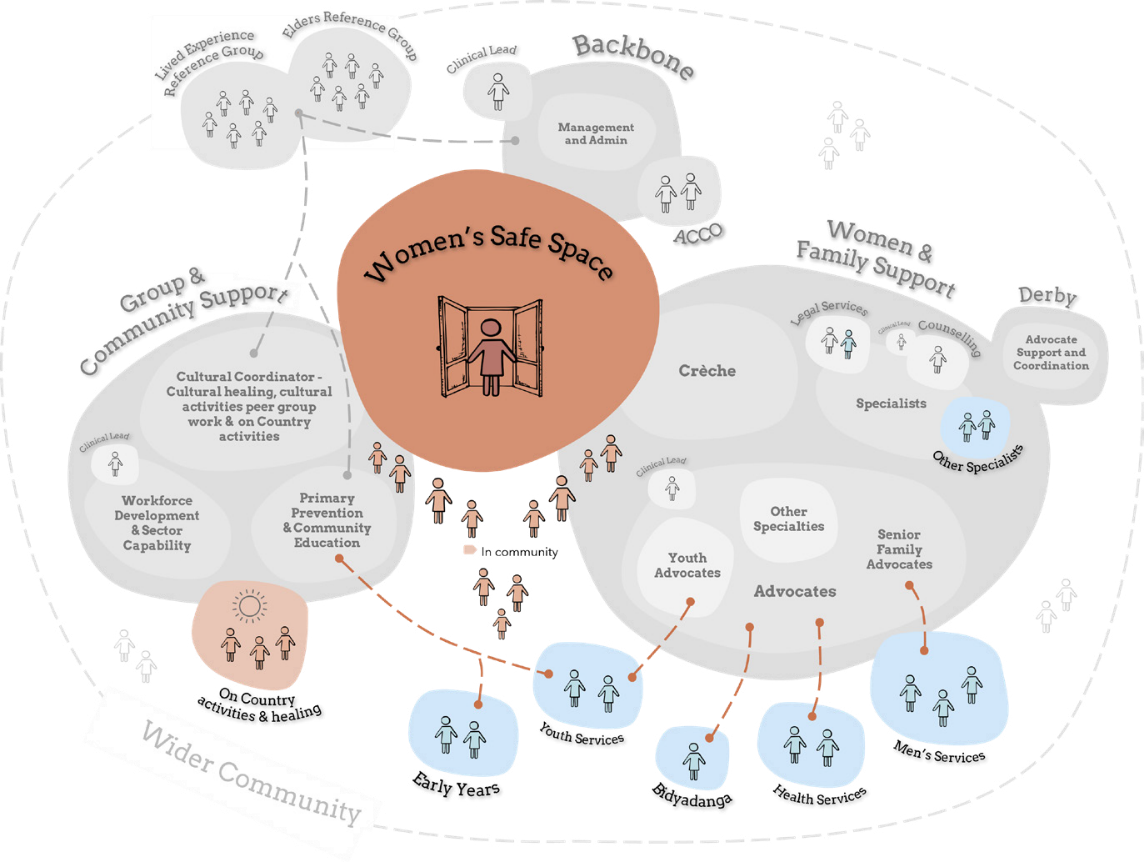 Lived Experience
Reference Group
Elders Reference Group
Clinical Lead
Backbone
Management
and Admin
ACCO
Women's Safe Space
Group &
Community Support
Cultural Coordinator -
Cultural healing, cultural
activities peer group
work & on Country
activities
Clinical Lead
Workforce
Development
& Sector
Capability
Primary
Prevention
& Community
Education
On Country
activities & healing
In community
Women &
Family Support
Crèche
Legal Services
Clinical Lead
Counselling
Specialists
Other Specialists
Derby
Advocate
Support and
Coordination
Clinical Lead
Other
Specialties
Youth
Advocates
Senior
Family
Advocates
Advocates
Early Years
Youth Services
Bidyadanga
Health Services
Men's Services
Wider Community